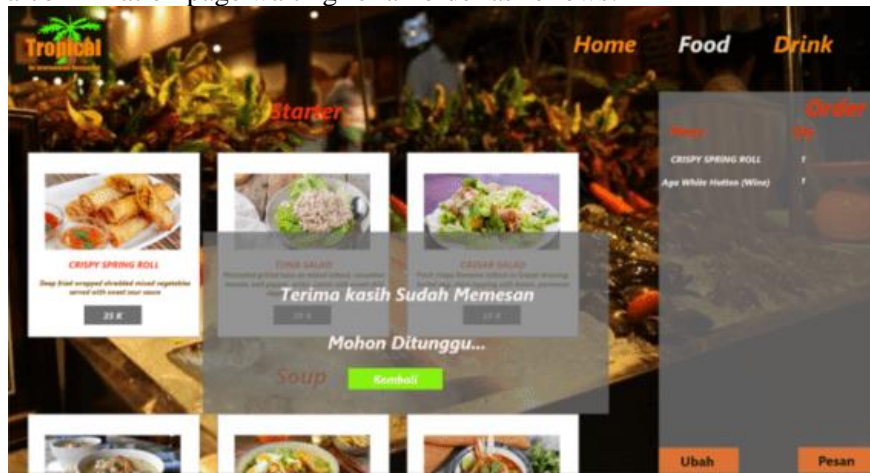 Tropical
Home Food Drink
Starter
Order
Menu Qty
CRISPY SPRING ROLL 1
Aga White Hatten (Wine) 1
CRISPY SPRING ROLL
Deep fried wrapped shredded mixed vegetables
served with sweet sour sauce
35 K
TUNA SALAD
CAESAR SALAD
Terima kasih Sudah Memesan
Mohon Ditunggu...
Kembali
Soup
Ubah Pesan